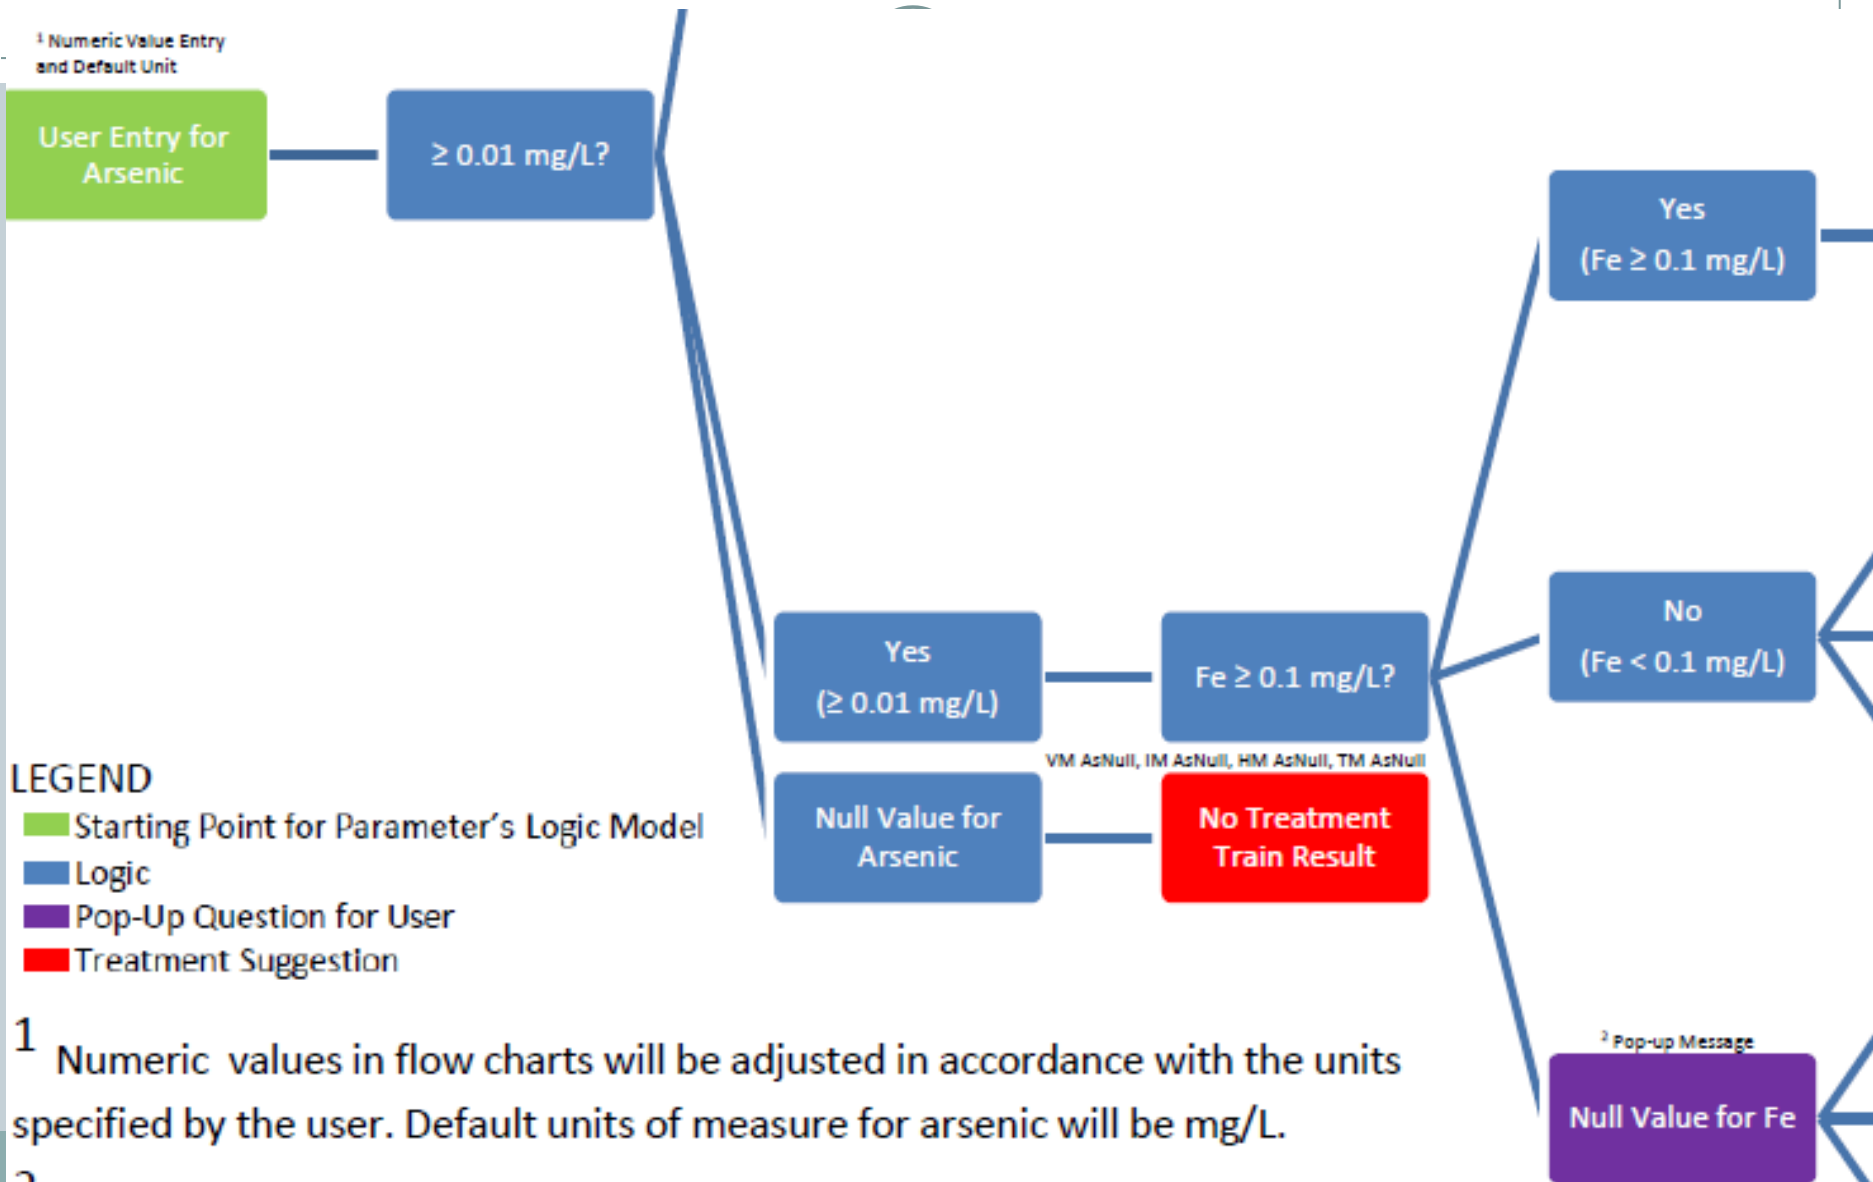 ¹ Numeric Value Entry
and Default Unit
User Entry for
Arsenic
≥ 0.01 mg/L?
Yes
(Fe ≥ 0.1 mg/L)
No
(Fe < 0.1 mg/L)
Yes
(≥ 0.01 mg/L)
Fe ≥ 0.1 mg/L?
VM AsNull, IM AsNull, HM AsNull, TM AsNull
Null Value for
Arsenic
No Treatment
Train Result
² Pop-up Message
Null Value for Fe
LEGEND
Starting Point for Parameter's Logic Model
Logic
Pop-Up Question for User
Treatment Suggestion
1 Numeric values in flow charts will be adjusted in accordance with the units
specified by the user. Default units of measure for arsenic will be mg/L.